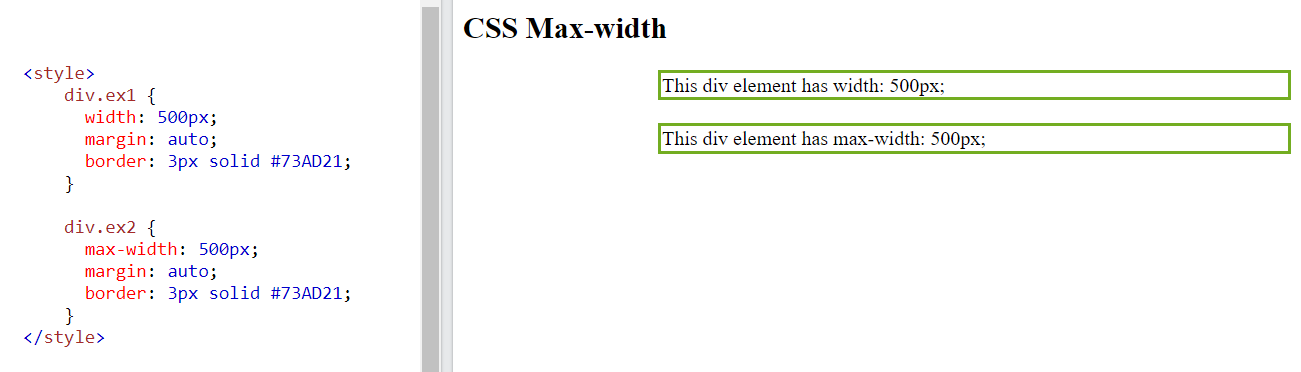 <style>
div.ex1 {
width: 500px;
margin: auto;
border: 3px solid #73AD21;
}
div.ex2 {
max-width: 500px;
margin: auto;
border: 3px solid #73AD21;
}
</style>
CSS Max-width
This div element has width: 500px;
This div element has max-width: 500px;